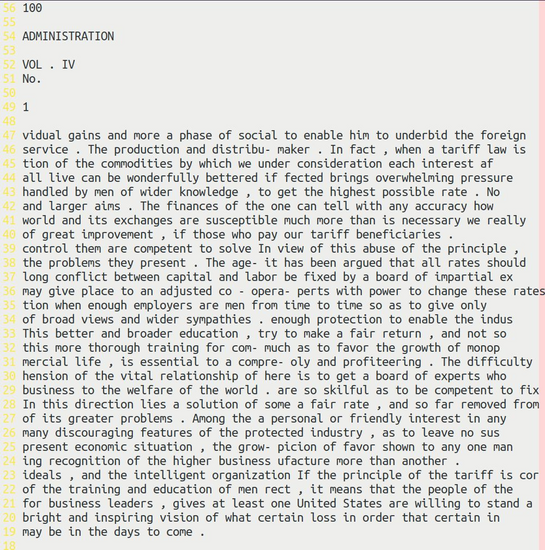 56 100
55
54 ADMINISTRATION
53
52 VOL . IV
51 No.
50
49 1
48
47 vidual gains and more a phase of social to enable him to underbid the foreign
46 service . The production and distribu- maker . In fact , when a tariff law is
45 tion of the commodities by which we under consideration each interest af
44 all live can be wonderfully bettered if fected brings overwhelming pressure
43 handled by men of wider knowledge , to get the highest possible rate . No
42 and larger aims . The finances of the one can tell with any accuracy how
41 world and its exchanges are susceptible much more than is necessary we really
40 of great improvement , if those who pay our tariff beneficiaries .
39 control them are competent to solve In view of this abuse of the principle ,
38 the problems they present . The age- it has been argued that all rates should
37 long conflict between capital and labor be fixed by a board of impartial ex
36 may give place to an adjusted co - opera- perts with power to change these rates
35 tion when enough employers are men from time to time so as to give only
34 of broad views and wider sympathies . enough protection to enable the indus
33 This better and broader education , try to make a fair return , and not so
32 this more thorough training for com- much as to favor the growth of monop
31 mercial life , is essential to a compre- oly and profiteering . The difficulty
30 hension of the vital relationship of here is to get a board of experts who
29 business to the welfare of the world . are so skilful as to be competent to fix
28 In this direction lies a solution of some a fair rate , and so far removed from
27 of its greater problems . Among the a personal or friendly interest in any
26 many discouraging features of the protected industry , as to leave no sus
25 present economic situation , the grow- picion of favor shown to any one man
24 ing recognition of the higher business ufacture more than another .
23 ideals , and the intelligent organization If the principle of the tariff is cor
22 of the training and education of men rect , it means that the people of the
21 for business leaders , gives at least one United States are willing to stand a
20 bright and inspiring vision of what certain loss in order that certain in
19 may be in the days to come .
18